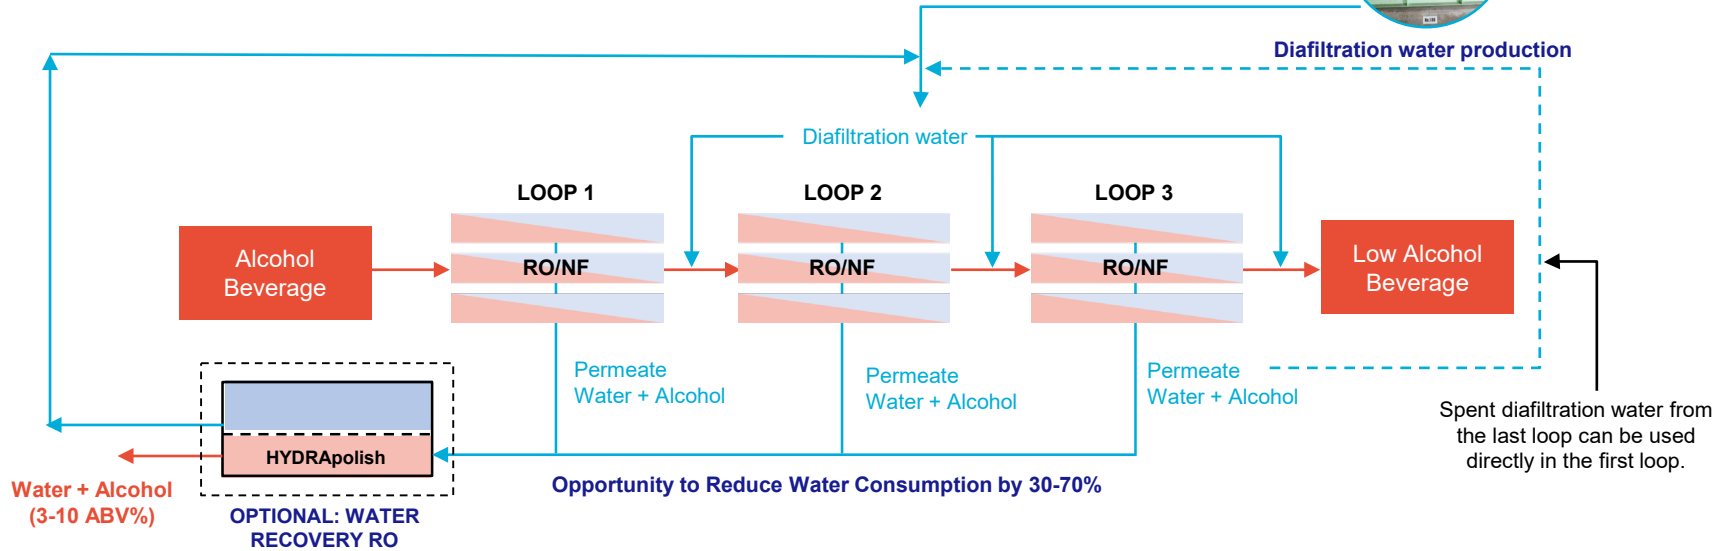 Diafiltration water production
Diafiltration water
LOOP 1
LOOP 2
LOOP 3
Alcohol
Beverage
RO/NF
RO/NF
RO/NF
Low Alcohol
Beverage
Permeate
Water + Alcohol
Permeate
Water + Alcohol
Permeate
Water + Alcohol
Spent diafiltration water from
the last loop can be used
directly in the first loop.
HYDRApolish
Water + Alcohol
(3-10 ABV%)
OPTIONAL: WATER
RECOVERY RO
Opportunity to Reduce Water Consumption by 30-70%